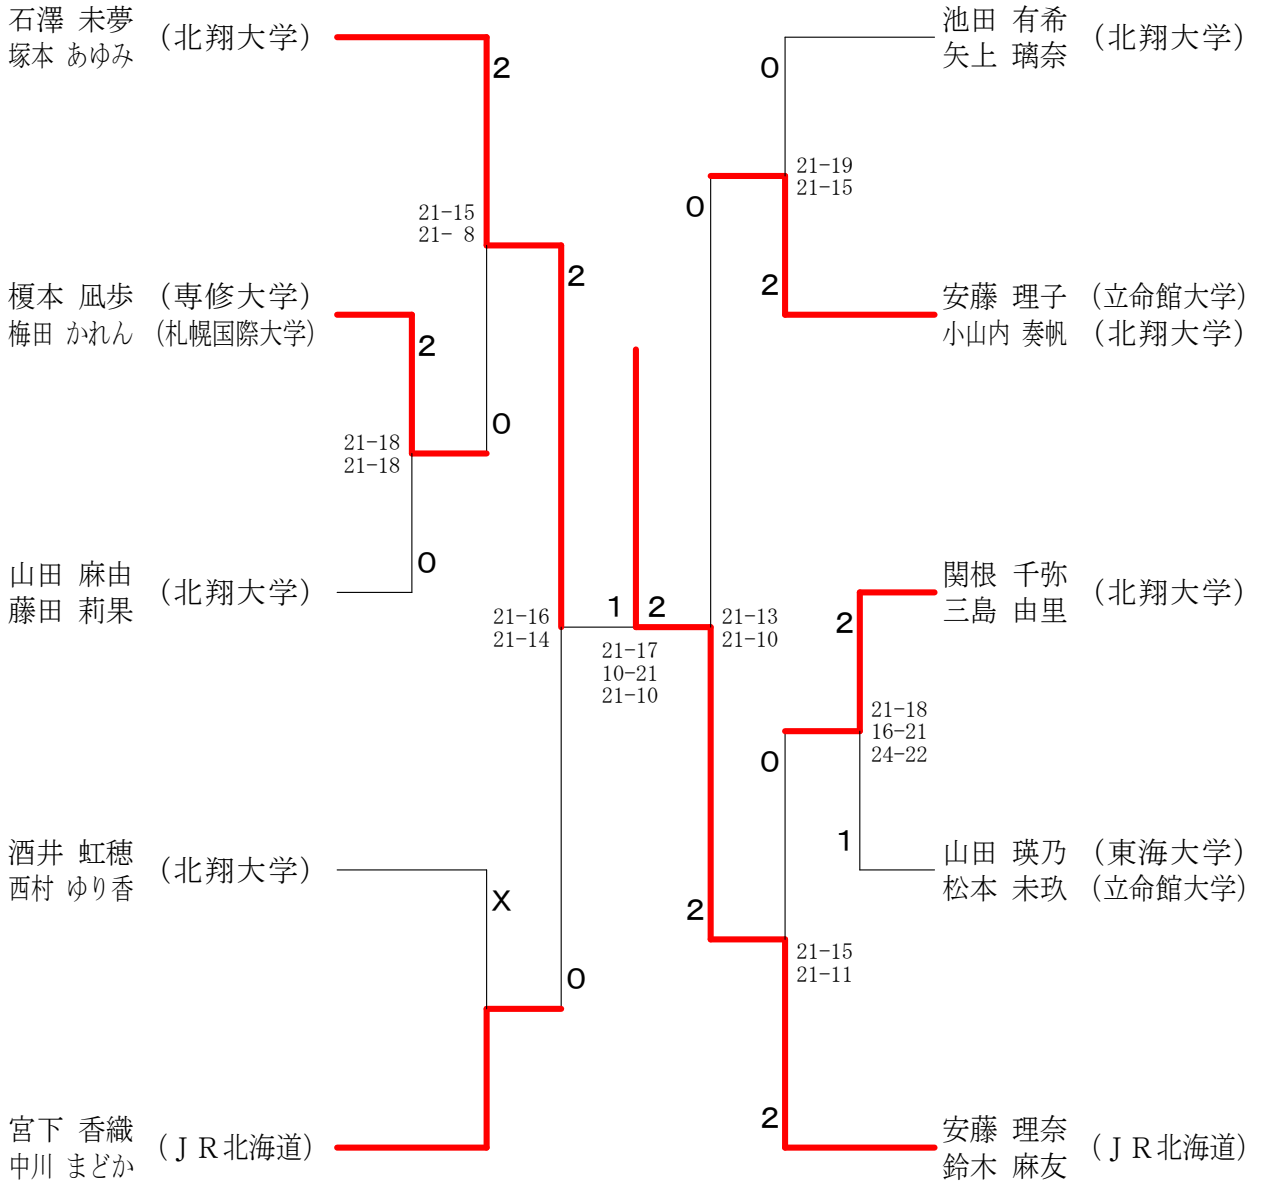 石澤 未夢
塚本 あゆみ
(北翔大学)
2
21-15
21- 8
榎本 凪歩 (専修大学)
梅田 かれん (札幌国際大学)
2
0
21-18
21-18
山田 麻由
藤田 莉果
(北翔大学)
0
2
21-16
21-14
酒井 虹穂
西村 ゆり香
(北翔大学)
X
0
宮下 香織
中川 まどか
(ＪＲ北海道)
1 2
21-17
10-21
21-10
池田 有希
矢上 璃奈
(北翔大学)
0
21-19
21-15
0
2
安藤 理子 (立命館大学)
小山内 奏帆 (北翔大学)
21-13
21-10
関根 千弥
三島 由里
(北翔大学)
2
21-18
16-21
24-22
0
1
山田 瑛乃 (東海大学)
松本 未玖 (立命館大学)
2
21-15
21-11
2
安藤 理奈
鈴木 麻友
(ＪＲ北海道)